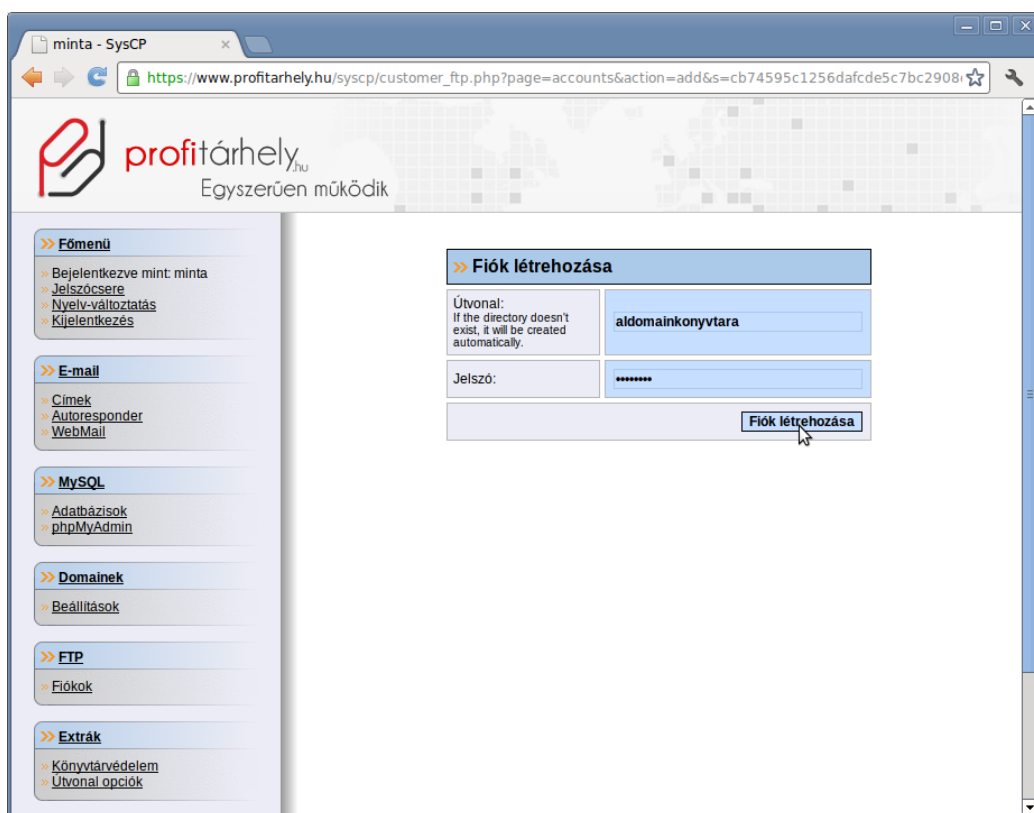 minta - SysCP
https://www.profitarhely.hu/syscp/customer_ftp.php?page=accounts&action=add&s=cb74595c1256dafcde5c7bc2908
profitárhely.hu
Egyszerűen működik
Főmenü
Bejelentkezve mint: minta
Jelszócsere
Nyelv-változtatás
Kijelentkezés
E-mail
Címek
Autoresponder
WebMail
MySQL
Adatbázisok
phpMyAdmin
Domainek
Beállítások
FTP
Fiókok
Extrák
Könyvtárvédelem
Útvonal opciók
Fiók létrehozása
Útvonal:
If the directory doesn't
exist, it will be created
automatically.
aldomainkonyvtara
Jelszó:
••••••••
Fiók létrehozása